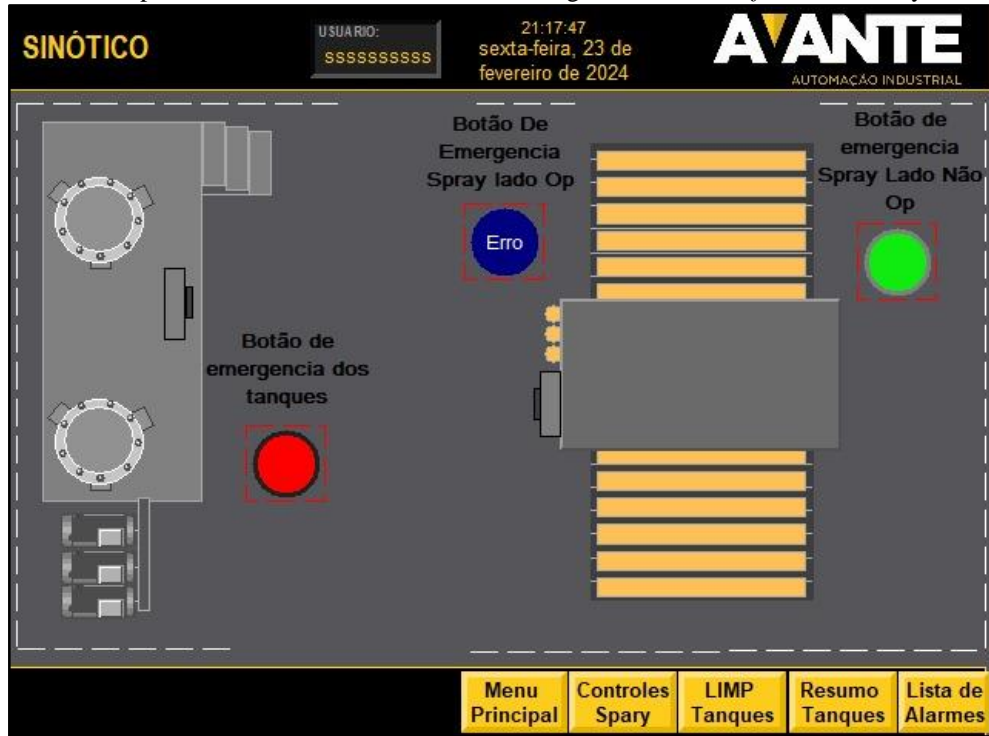 SINÓTICO
USUARIO:
ssssssssss
21:17:47
sexta-feira, 23 de
fevereiro de 2024
AVANTE
AUTOMAÇÃO INDUSTRIAL
Botão De
Emergencia
Spray lado Op
Erro
Botão de
emergencia
Spray Lado Não
Op
Botão de
emergencia dos
tanques
Menu
Principal
Controles
Spary
LIMP
Tanques
Resumo
Tanques
Lista de
Alarmes